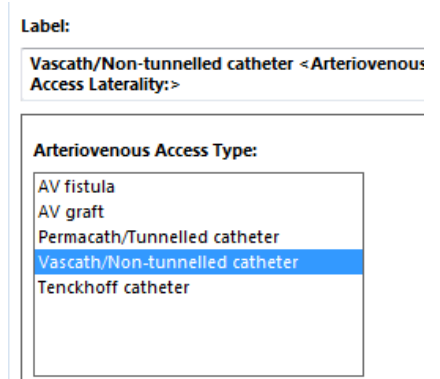 Label:
Vascath/Non-tunnelled catheter <Arteriovenous
Access Laterality:>
Arteriovenous Access Type:
AV fistula
AV graft
Permacath/Tunnelled catheter
Vascath/Non-tunnelled catheter
Tenckhoff catheter